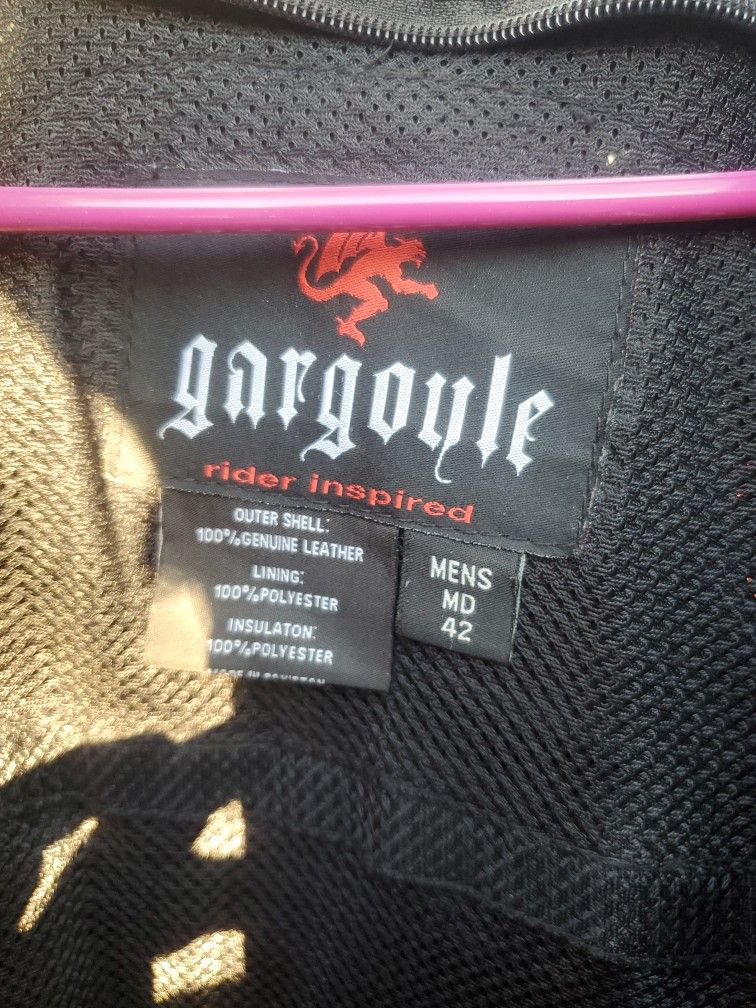 gargoyle
rider inspired
OUTER SHELL:
100% GENUINE LEATHER
LINING:
100% POLYESTER
INSULATON:
100% POLYESTER
MENS
MD
42